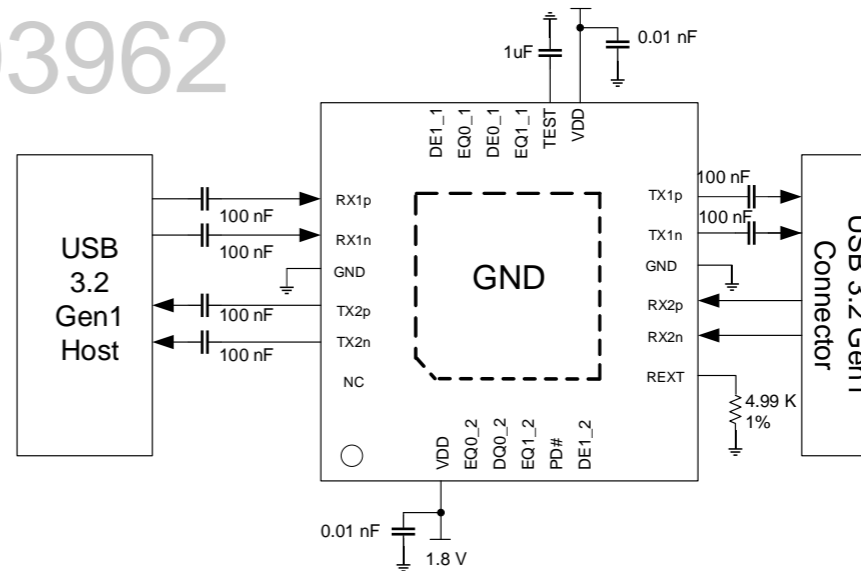 03962
1uF
0.01 nF
DE1_1
EQ0_1
DE0_1
EQ1_1
TEST
VDD
USB
3.2
Gen1
Host
100 nF
100 nF
100 nF
100 nF
RX1p
RX1n
GND
TX2p
TX2n
NC
GND
TX1p
TX1n
GND
RX2p
RX2n
REXT
100 nF
100 nF
USB 3.2 Gen1
Connector
4.99 K
1%
VDD
EQ0_2
DQ0_2
EQ1_2
PD#
DE1_2
0.01 nF
1.8 V